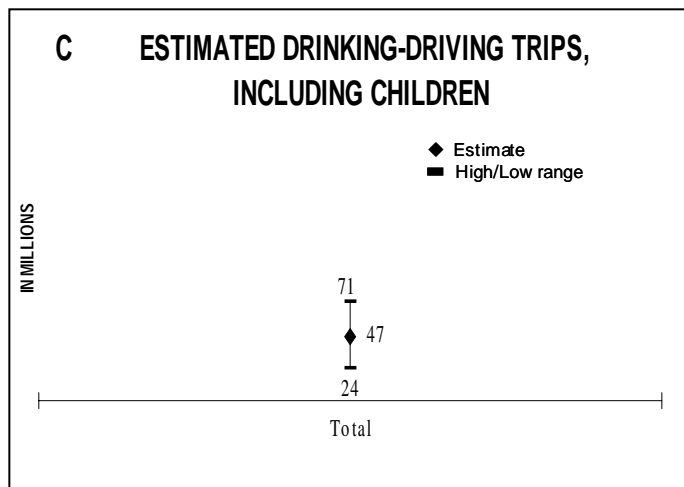 C ESTIMATED DRINKING-DRIVING TRIPS,
INCLUDING CHILDREN
Estimate
High/Low range
IN MILLIONS
71
47
24
Total